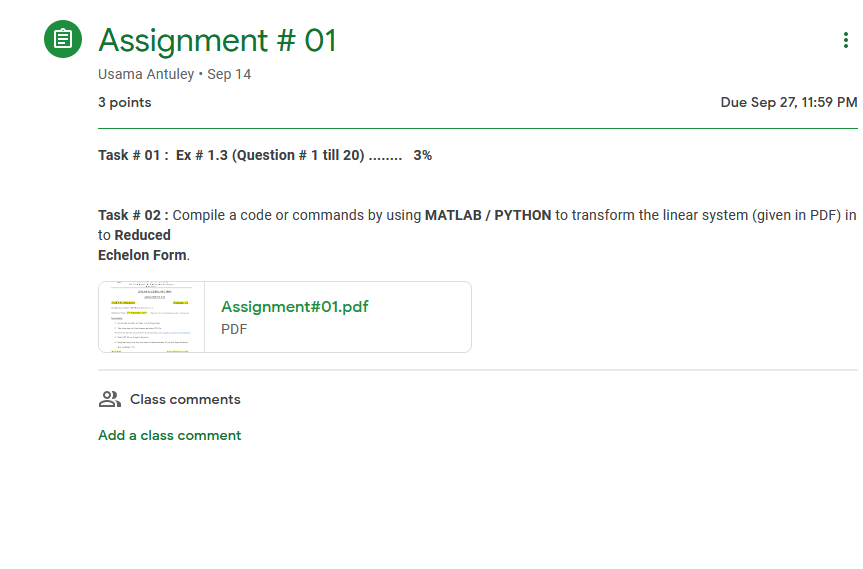 Assignment # 01
Usama Antuley • Sep 14
3 points
Due Sep 27, 11:59 PM
Task # 01 : Ex # 1.3 (Question # 1 till 20) ........ 3%
Task # 02 : Compile a code or commands by using MATLAB / PYTHON to transform the linear system (given in PDF) in
to Reduced
Echelon Form.
Assignment#01.pdf
PDF
Class comments
Add a class comment